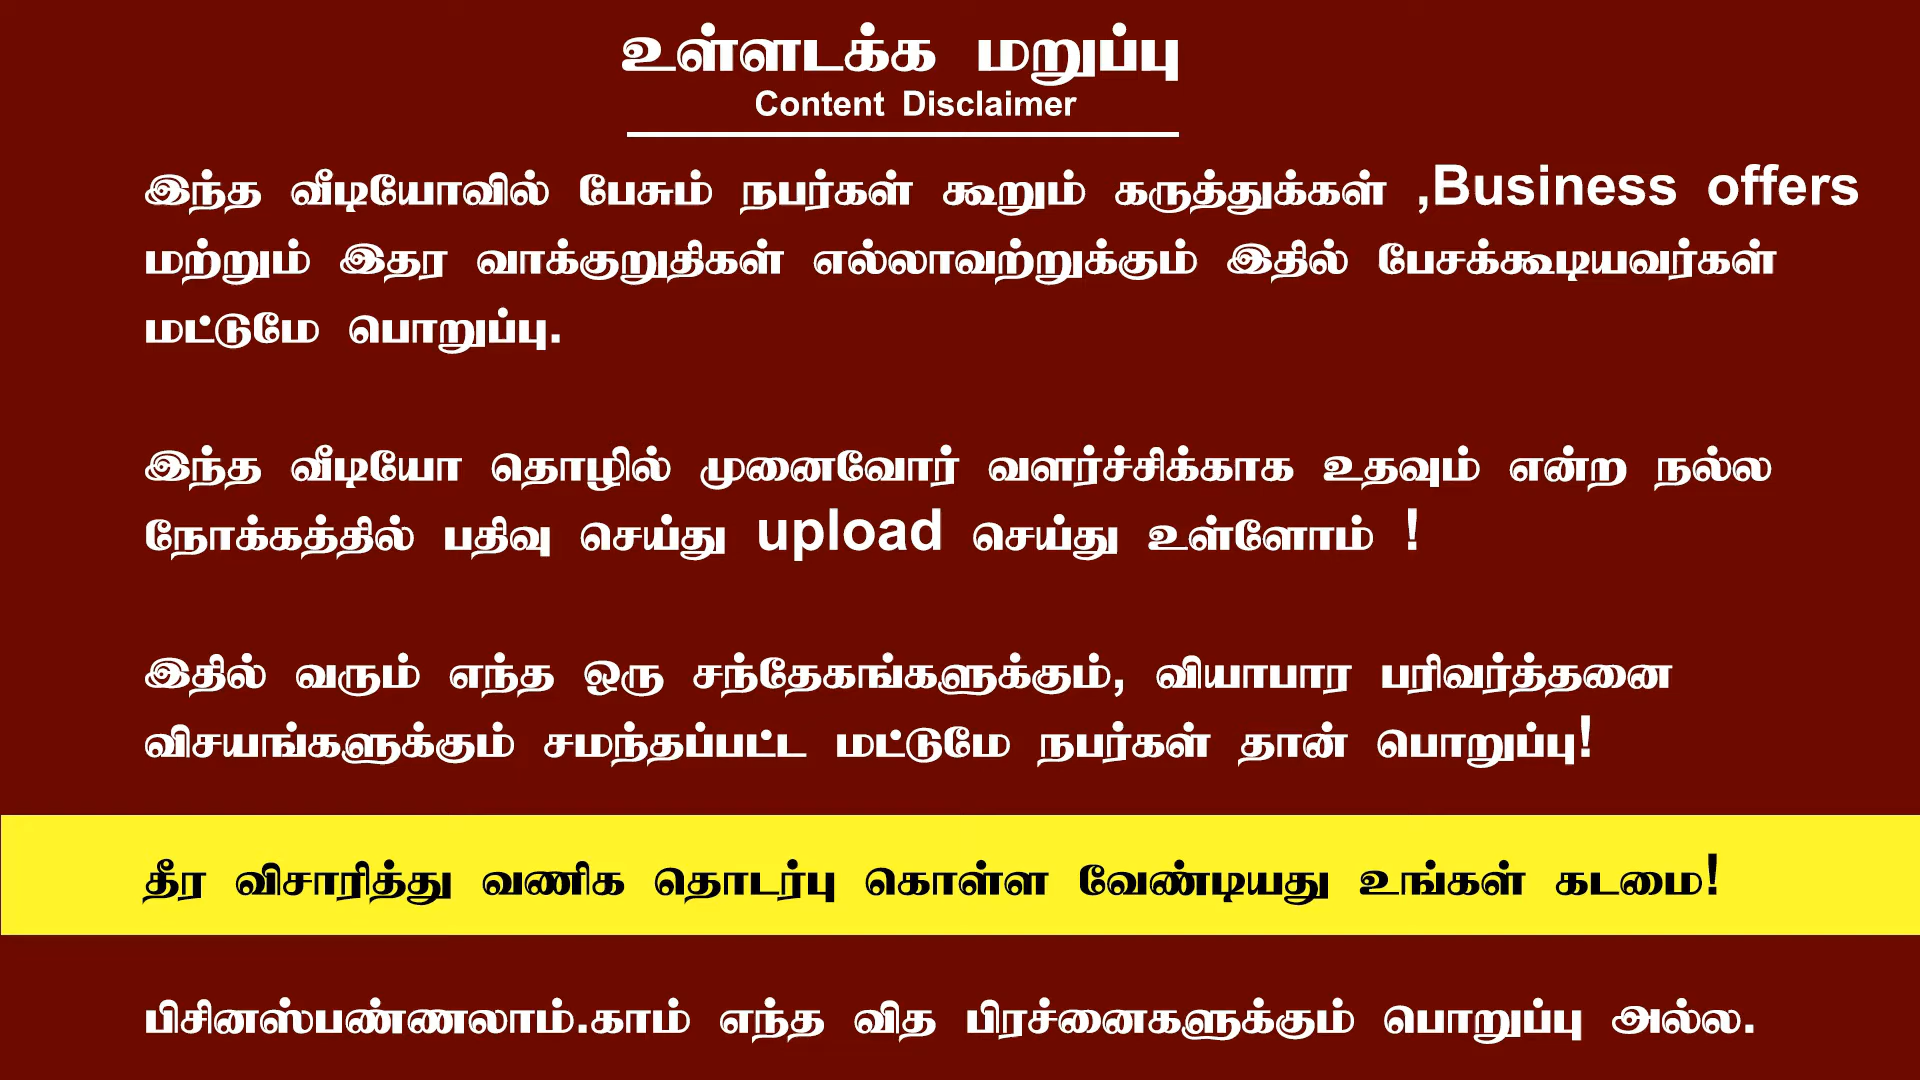 உள்ளடக்க மறுப்பு
Content Disclaimer
இந்த வீடியோவில் பேசும் நபர்கள் கூறும் கருத்துக்கள் ,Business offers
மற்றும் இதர வாக்குறுதிகள் எல்லாவற்றுக்கும் இதில் பேசக்கூடியவர்கள்
மட்டுமே பொறுப்பு.
இந்த வீடியோ தொழில் முனைவோர் வளர்ச்சிக்காக உதவும் என்ற நல்ல
நோக்கத்தில் பதிவு செய்து upload செய்து உள்ளோம் !
இதில் வரும் எந்த ஒரு சந்தேகங்களுக்கும், வியாபார பரிவர்த்தனை
விசயங்களுக்கும் சமந்தப்பட்ட மட்டுமே நபர்கள் தான் பொறுப்பு!
தீர விசாரித்து வணிக தொடர்பு கொள்ள வேண்டியது உங்கள் கடமை!
பிசினஸ்பண்ணலாம்.காம் எந்த வித பிரச்னைகளுக்கும் பொறுப்பு அல்ல.